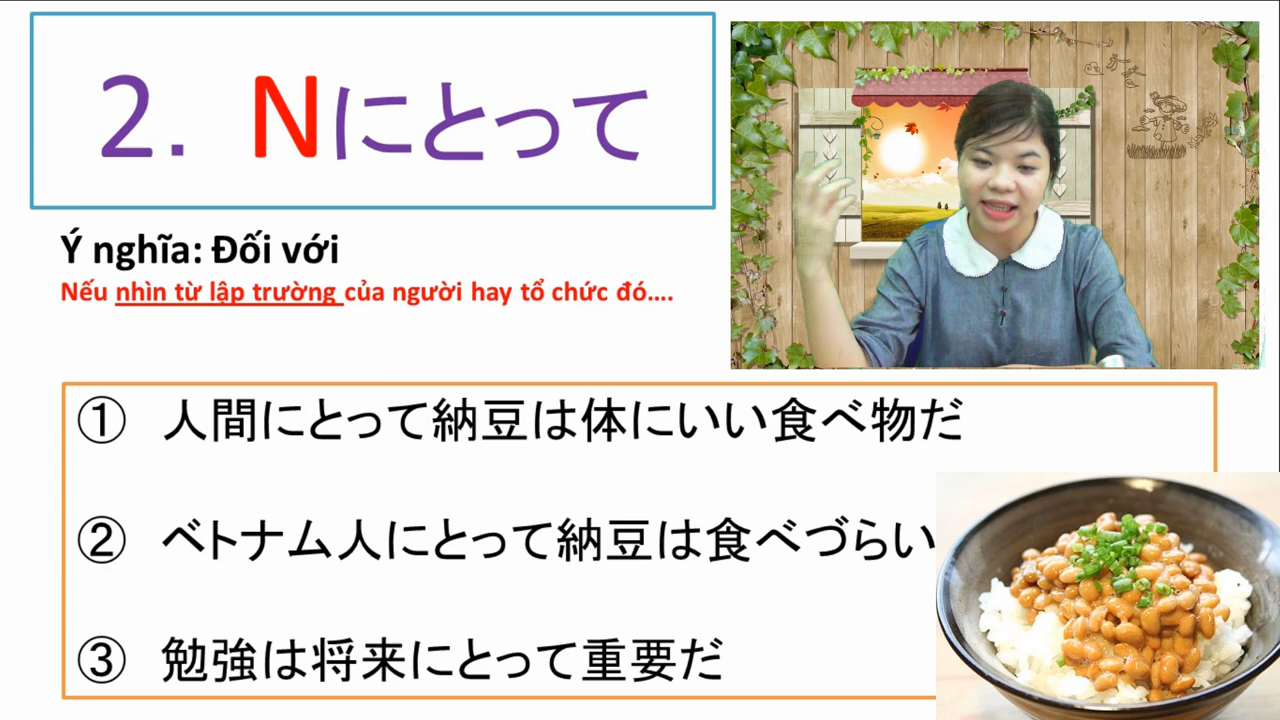 2. Nにとって
Ý nghĩa: Đối với
Nếu nhìn từ lập trường của người hay tổ chức đó....
① 人間にとって納豆は体にいい食べ物だ
② ベトナム人にとって納豆は食べづらい
③ 勉強は将来にとって重要だ